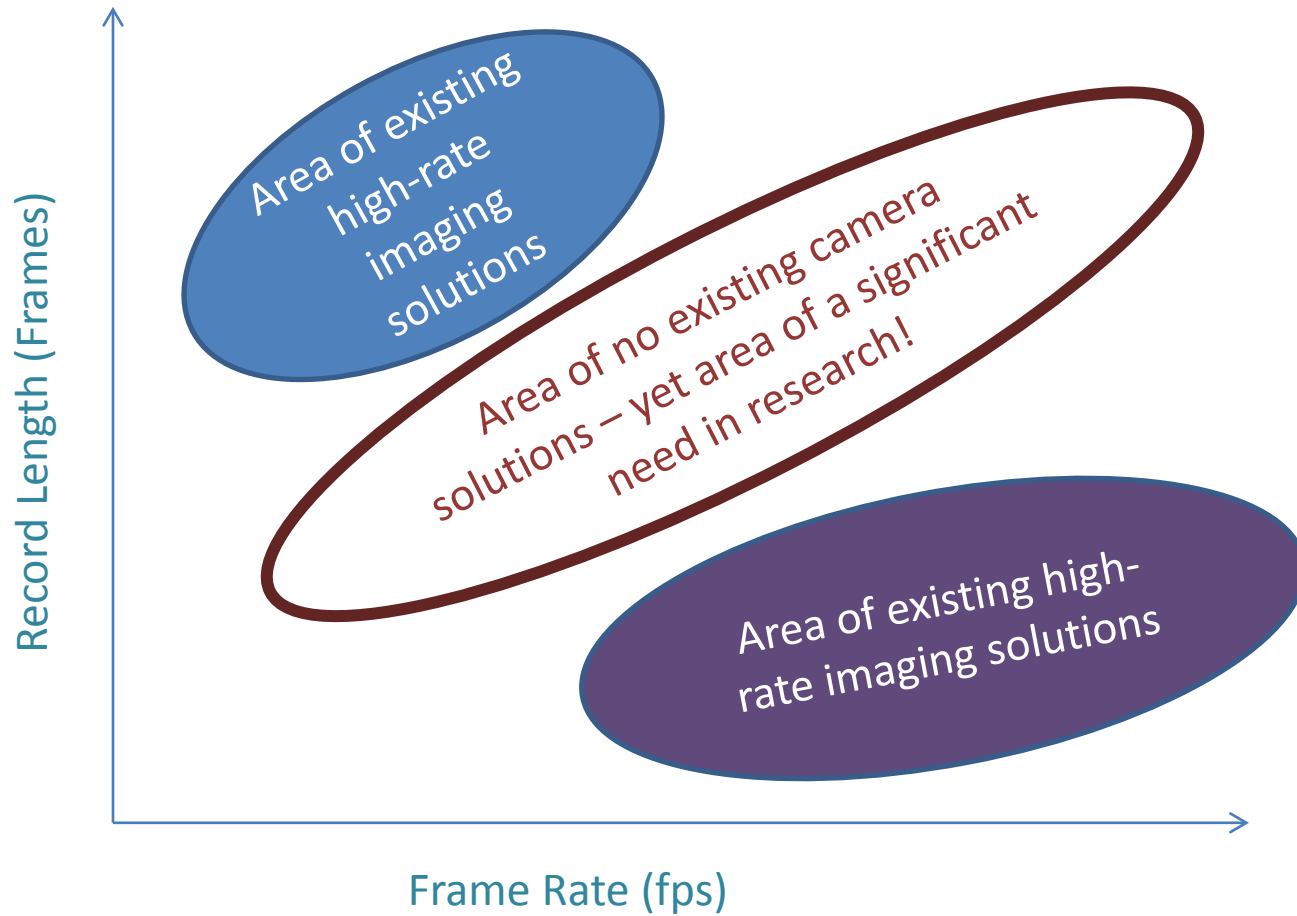 Record Length (Frames)
Area of existing
high-rate
imaging
solutions
Area of no existing camera
solutions – yet area of a significant
need in research!
Area of existing high-
rate imaging solutions
Frame Rate (fps)